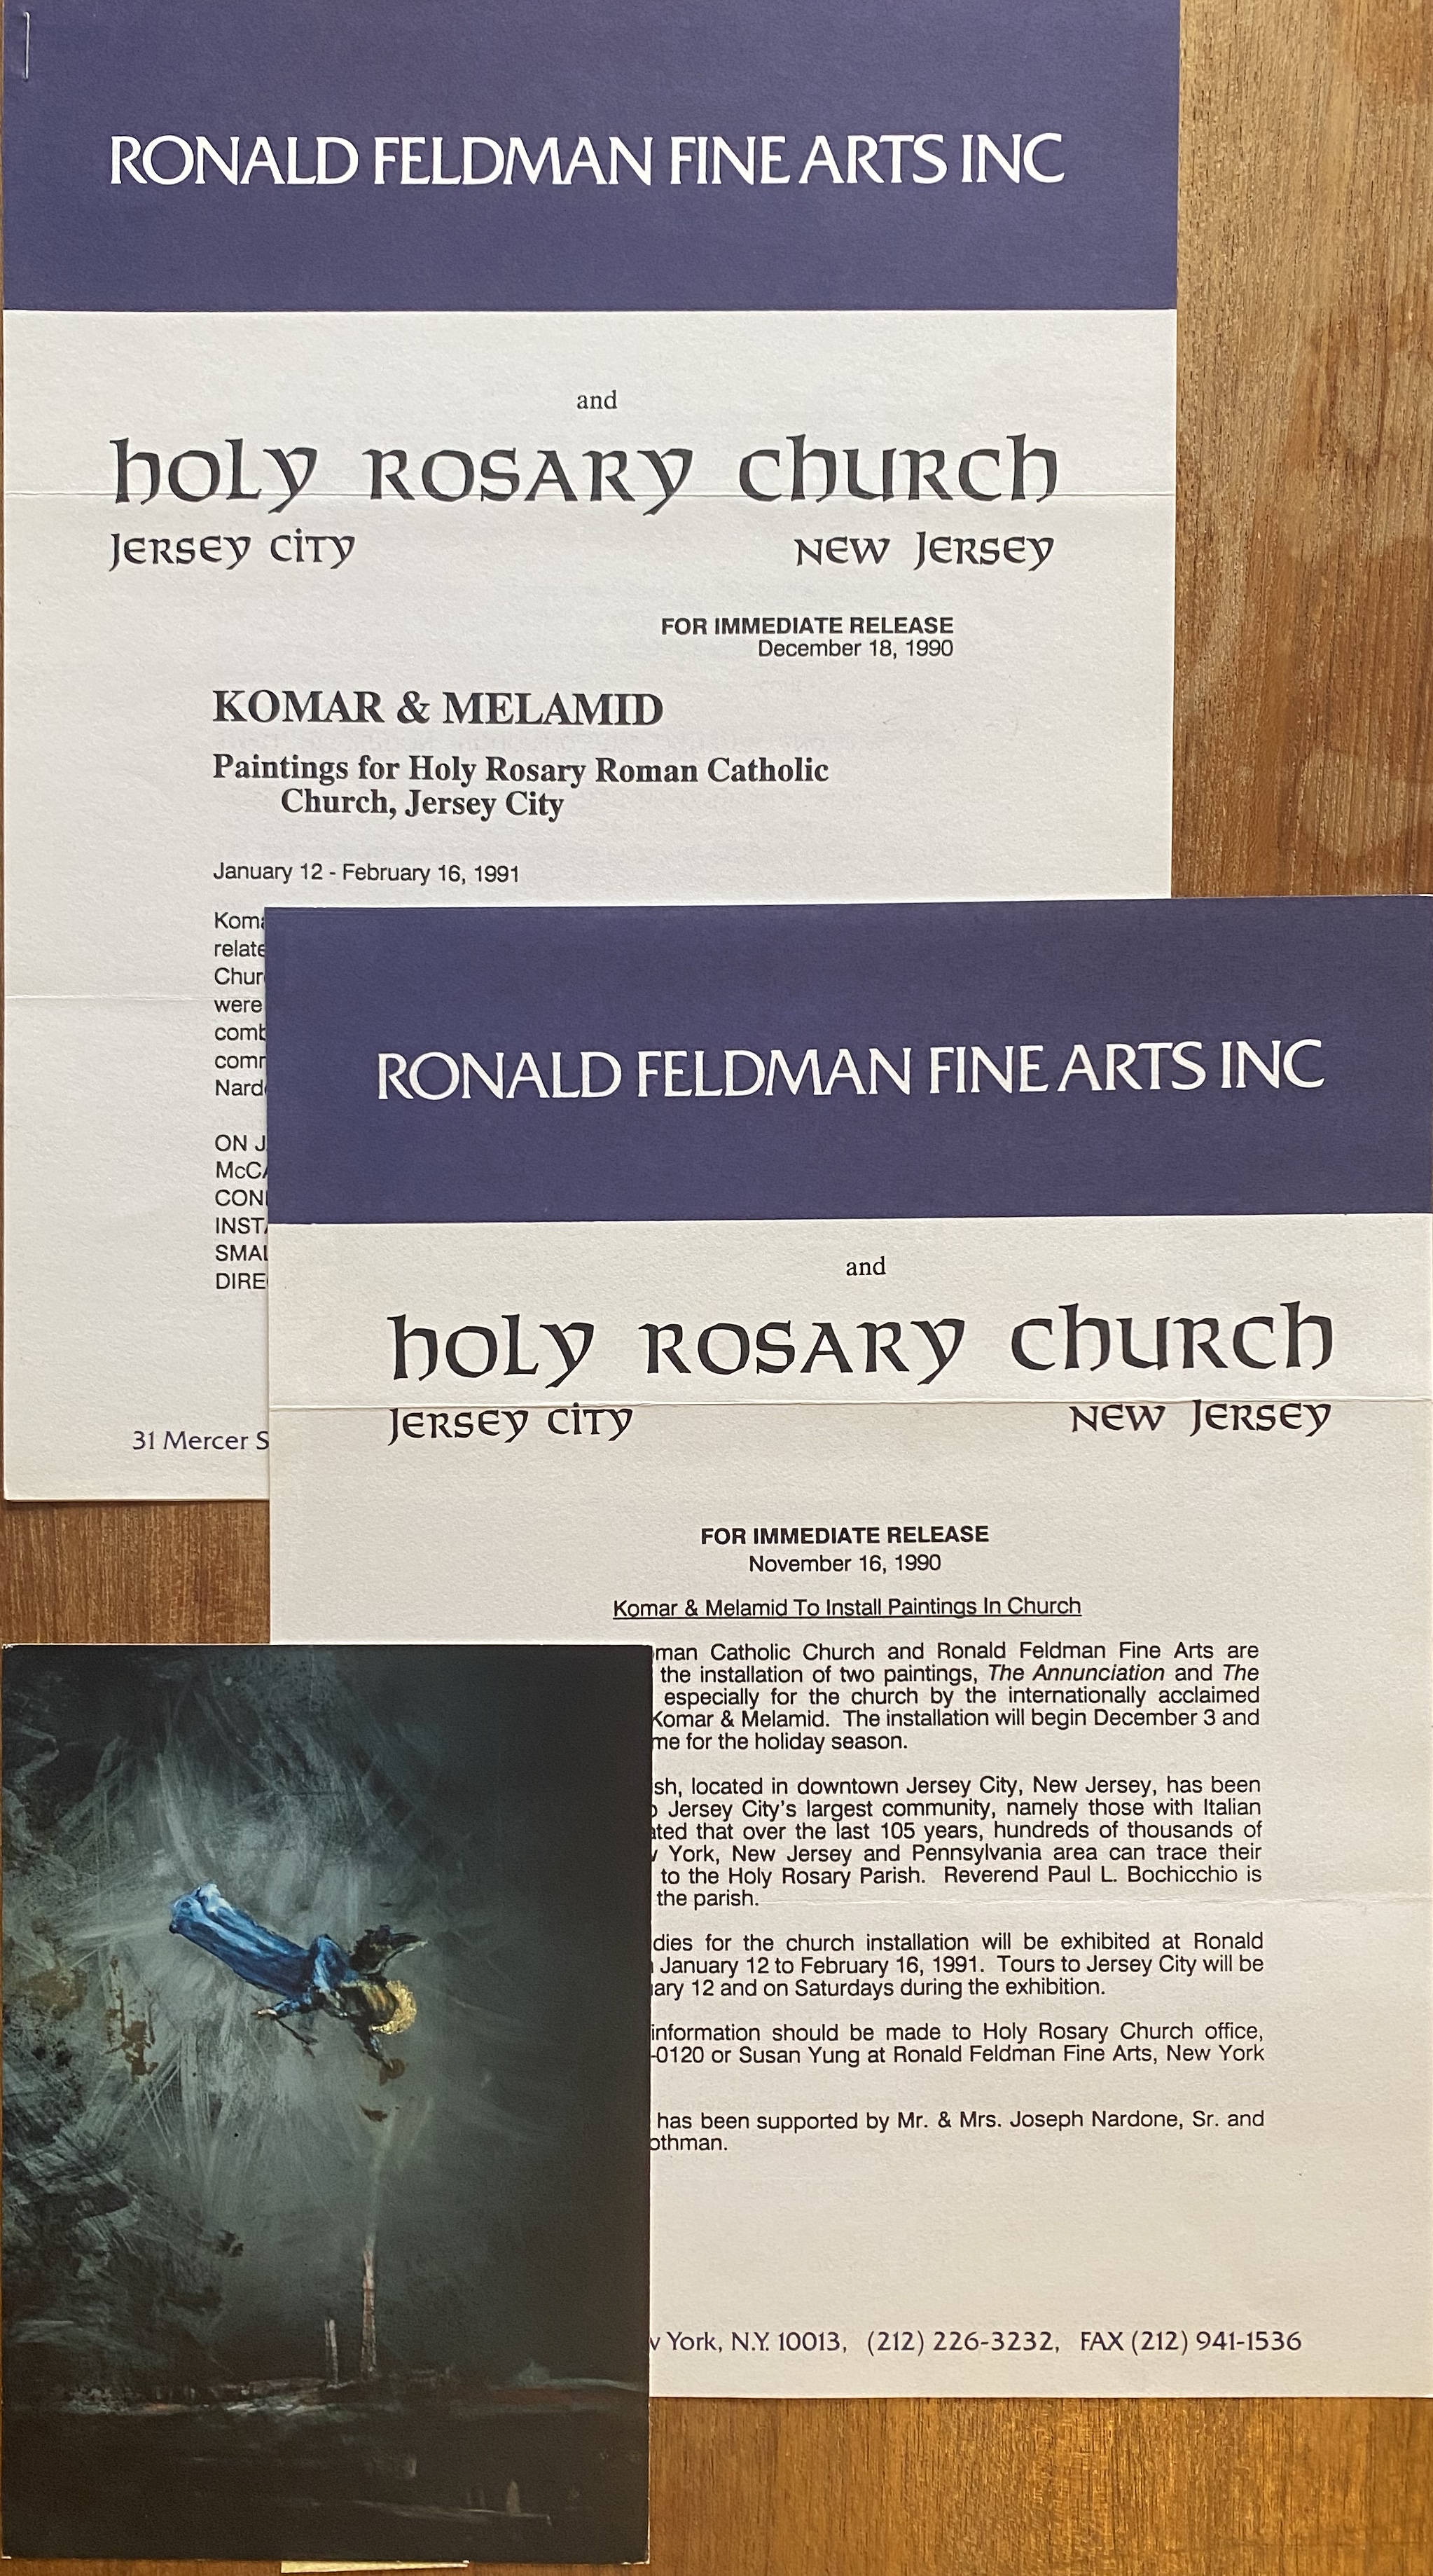 RONALD FELDMAN FINE ARTS INC
and
holy rosary church
Jersey City New Jersey
FOR IMMEDIATE RELEASE
December 18, 1990
KOMAR & MELAMID
Paintings for Holy Rosary Roman Catholic
Church, Jersey City
January 12 - February 16, 1991
were
ON
31 Mercer
RONALD FELDMAN FINE ARTS INC
and
holy rosary church
Jersey City New Jersey
FOR IMMEDIATE RELEASE
November 16, 1990
Komar & Melamid To Install Paintings In Church
Catholic Church and Ronald Feldman Fine Arts are
the installation of two paintings, The Annunciation and The
especially for the church by the internationally acclaimed
Komar & Melamid. The installation will begin December 3 and
for the holiday season.
located in downtown Jersey City, New Jersey, has been
Jersey City's largest community, namely those with Italian
that over the last 105 years, hundreds of thousands of
York, New Jersey and Pennsylvania area can trace their
to the Holy Rosary Parish. Reverend Paul L. Bochicchio is
the parish.
for the church installation will be exhibited at Ronald
January 12 to February 16, 1991. Tours to Jersey City will be
12 and on Saturdays during the exhibition.
information should be made to Holy Rosary Church office,
-0120 or Susan Yung at Ronald Feldman Fine Arts, New York
has been supported by Mr. & Mrs. Joseph Nardone, Sr. and
York, N.Y. 10013, (212) 226-3232, FAX (212) 941-1536